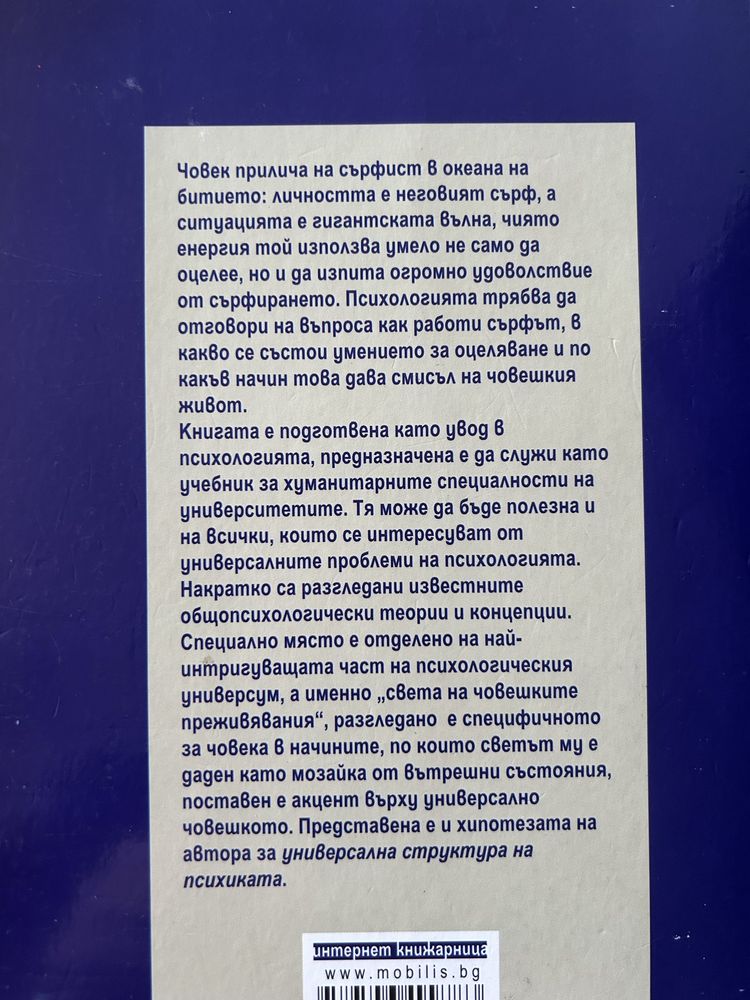 Човек прилича на сърфист в океана на
битието: личността е неговият сърф, а
ситуацията е гигантската вълна, чиято
енергия той използва умело не само да
оцелее, но и да изпита огромно удоволствие
от сърфирането. Психологията трябва да
отговори на въпроса как работи сърфът, в
какво се състои умението за оцеляване и по
какъв начин това дава смисъл на човешкия
живот.
Книгата е подготвена като увод в
психологията, предназначена е да служи като
учебник за хуманитарните специалности на
университетите. Тя може да бъде полезна и
на всички, които се интересуват от
универсалните проблеми на психологията.
Накратко са разгледани известните
общопсихологически теории и концепции.
Специално място е отделено на най-
интригуващата част на психологическия
универсум, а именно „света на човешките
преживявания“, разгледано е специфичното
за човека в начините, по които светът му е
даден като мозайка от вътрешни състояния,
поставен е акцент върху универсално
човешкото. Представена е и хипотезата на
автора за универсална структура на
психиката.
интернет книжарница
www.mobilis.bg